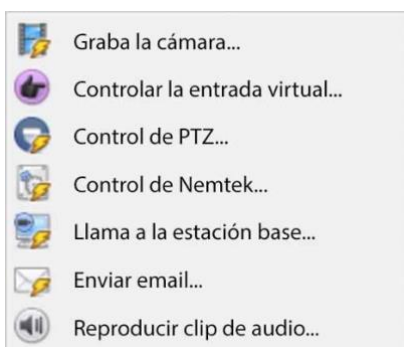 Graba la cámara...
Controlar la entrada virtual...
Control de PTZ...
Control de Nemtek...
Llama a la estación base...
Enviar email...
Reproducir clip de audio...